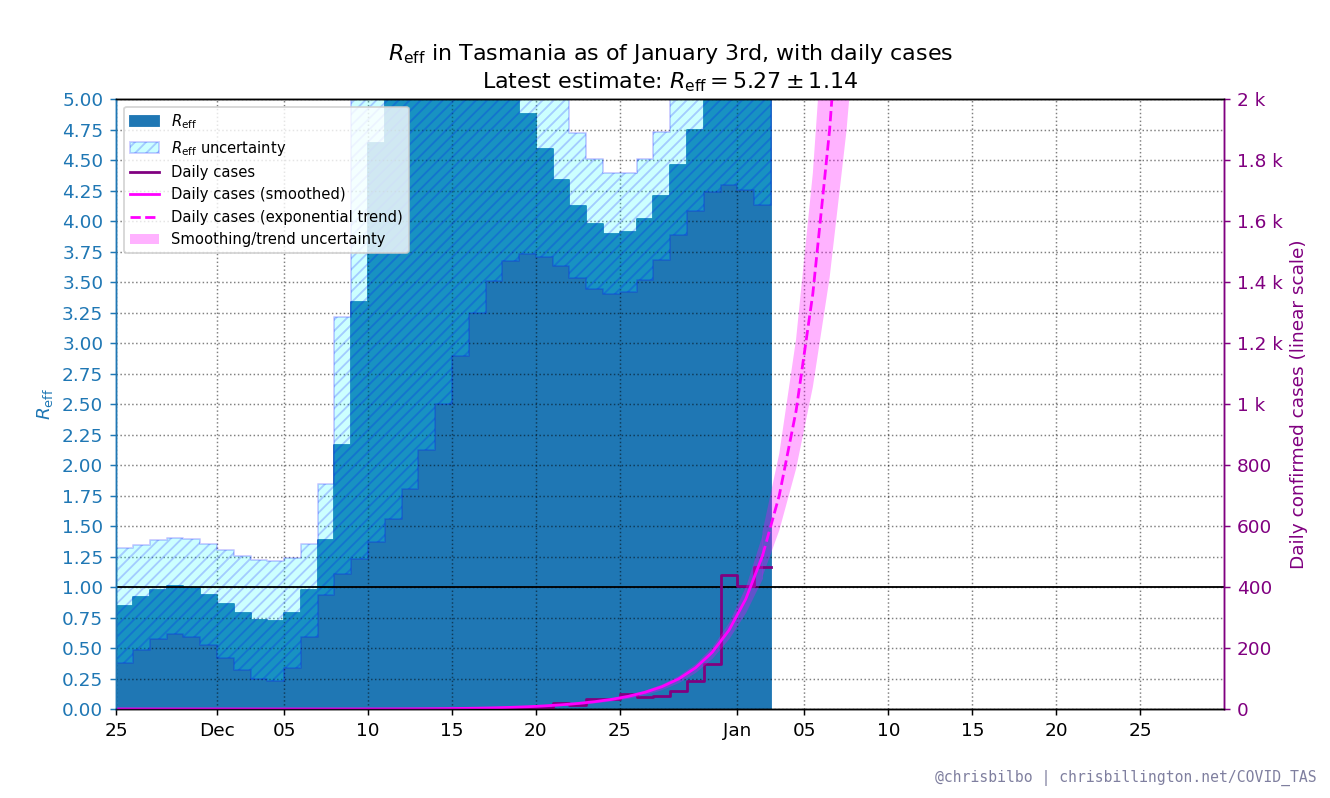 R_eff in Tasmania as of January 3rd, with daily cases
Latest estimate: R_eff = 5.27 ± 1.14
R_eff
R_eff uncertainty
Daily cases
Daily cases (smoothed)
Daily cases (exponential trend)
Smoothing/trend uncertainty
5.00
4.75
4.50
4.25
4.00
3.75
3.50
3.25
3.00
2.75
2.50
2.25
2.00
1.75
1.50
1.25
1.00
0.75
0.50
0.25
0.00
R_eff
2 k
1.8 k
1.6 k
1.4 k
1.2 k
1 k
800
600
400
200
0
Daily confirmed cases (linear scale)
25 Dec 05 10 15 20 25 Jan 05 10 15 20 25
@chrisbilbo | chrisbillington.net/COVID_TAS